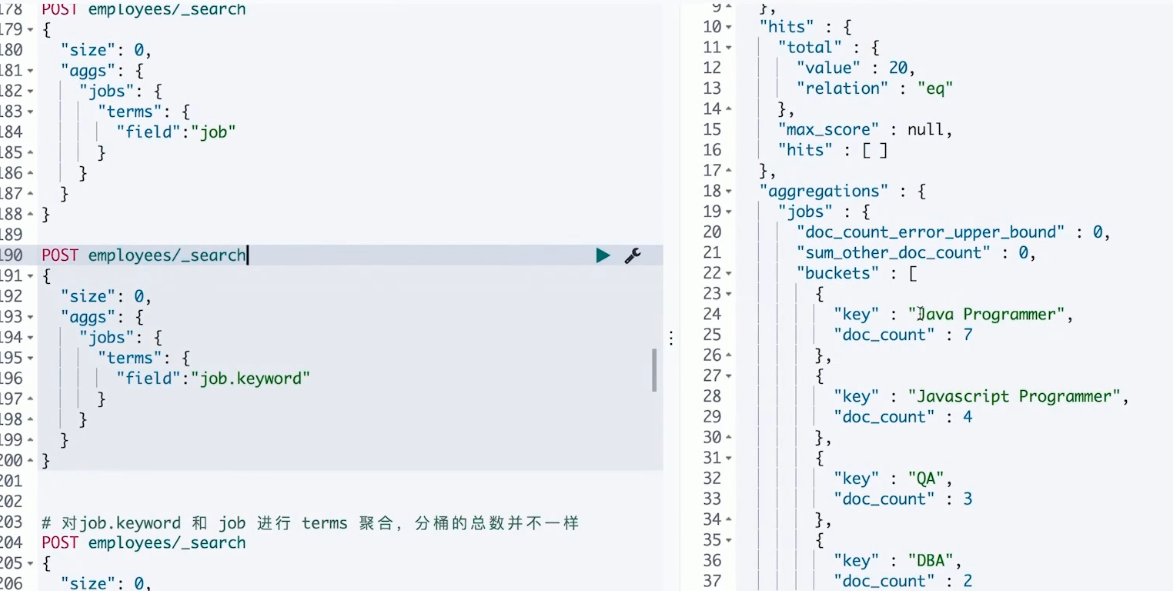 178 POST employees/_search
179 {
180 "size": 0,
181 "aggs": {
182 "jobs": {
183 "terms": {
184 "field":"job"
185 }
186 }
187 }
188 }
189
190 POST employees/_search
191 {
192 "size": 0,
193 "aggs": {
194 "jobs": {
195 "terms": {
196 "field":"job.keyword"
197 }
198 }
199 }
200 }
201
202
203 # 对job.keyword 和 job 进行 terms 聚合，分桶的总数并不一样
204 POST employees/_search
205 {
206 "size": 0,
9 },
10 "hits" : {
11 "total" : {
12 "value" : 20,
13 "relation" : "eq"
14 },
15 "max_score" : null,
16 "hits" : [ ]
17 },
18 "aggregations" : {
19 "jobs" : {
20 "doc_count_error_upper_bound" : 0,
21 "sum_other_doc_count" : 0,
22 "buckets" : [
23 {
24 "key" : "Java Programmer",
25 "doc_count" : 7
26 },
27 {
28 "key" : "Javascript Programmer",
29 "doc_count" : 4
30 },
31 {
32 "key" : "QA",
33 "doc_count" : 3
34 },
35 {
36 "key" : "DBA",
37 "doc_count" : 2